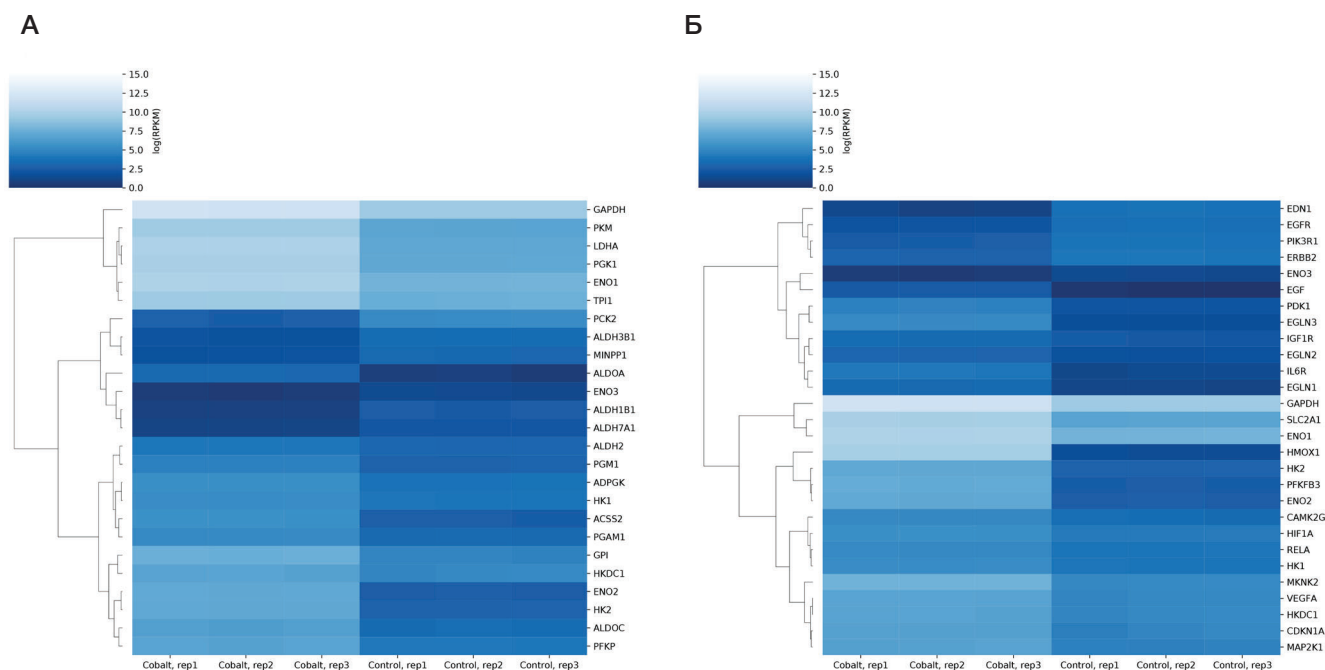 А
15.0
12.5
10.0
7.5
5.0
2.5
0.0
log(RPKM)
GAPDH
PKM
LDHA
PGK1
ENO1
TPI1
PCK2
ALDH3B1
MINPP1
ALDOA
ENO3
ALDH1B1
ALDH7A1
ALDH2
PGM1
ADPGK
HK1
ACSS2
PGAM1
GPI
HKDC1
ENO2
HK2
ALDOC
PFKP
Cobalt, rep1 Cobalt, rep2 Cobalt, rep3 Control, rep1 Control, rep2 Control, rep3
Б
15.0
12.5
10.0
7.5
5.0
2.5
0.0
log(RPKM)
EDN1
EGFR
PIK3R1
ERBB2
ENO3
EGF
PDK1
EGLN3
IGF1R
EGLN2
IL6R
EGLN1
GAPDH
SLC2A1
ENO1
HMOX1
HK2
PFKFB3
ENO2
CAMK2G
HIF1A
RELA
HK1
MKNK2
VEGFA
HKDC1
CDKN1A
MAP2K1
Cobalt, rep1 Cobalt, rep2 Cobalt, rep3 Control, rep1 Control, rep2 Control, rep3